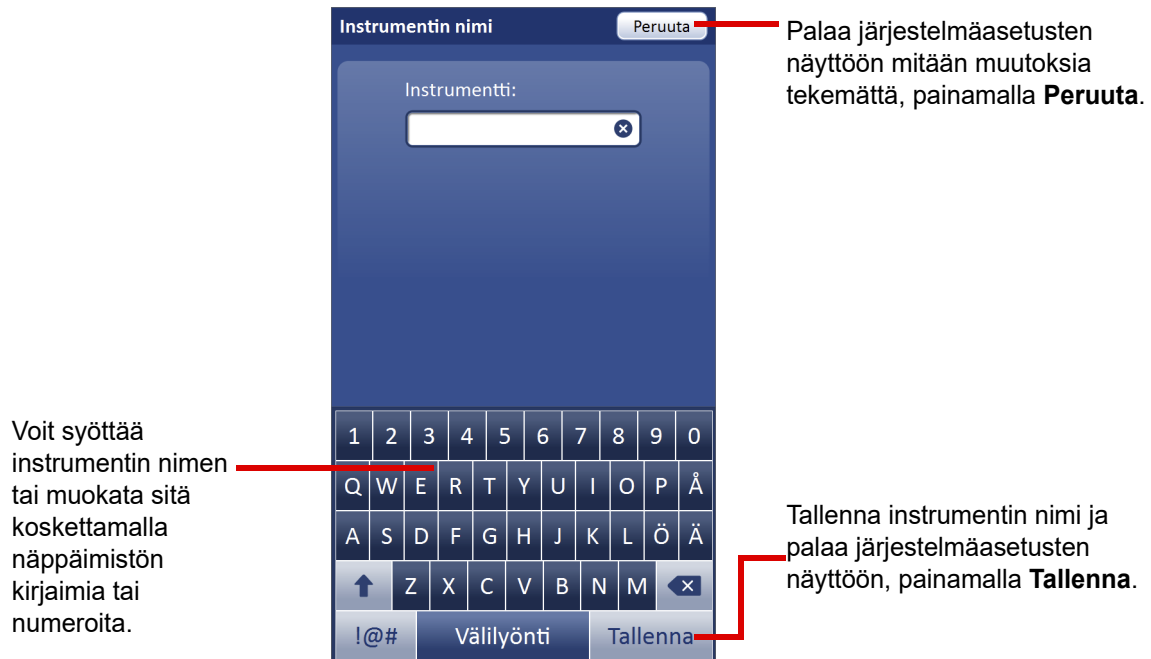 Instrumentin nimi
Peruuta
Palaa järjestelmäasetusten
näyttöön mitään muutoksia
tekemättä, painamalla Peruuta.
Instrumentti:
Voit syöttää
instrumentin nimen
tai muokata sitä
koskettamalla
näppäimistön
kirjaimia tai
numeroita.
1 2 3 4 5 6 7 8 9 0
Q W E R T Y U I O P Å
A S D F G H J K L Ö Ä
Z X C V B N M
!@# Välilyönti Tallenna
Tallenna instrumentin nimi ja
palaa järjestelmäasetusten
näyttöön, painamalla Tallenna.